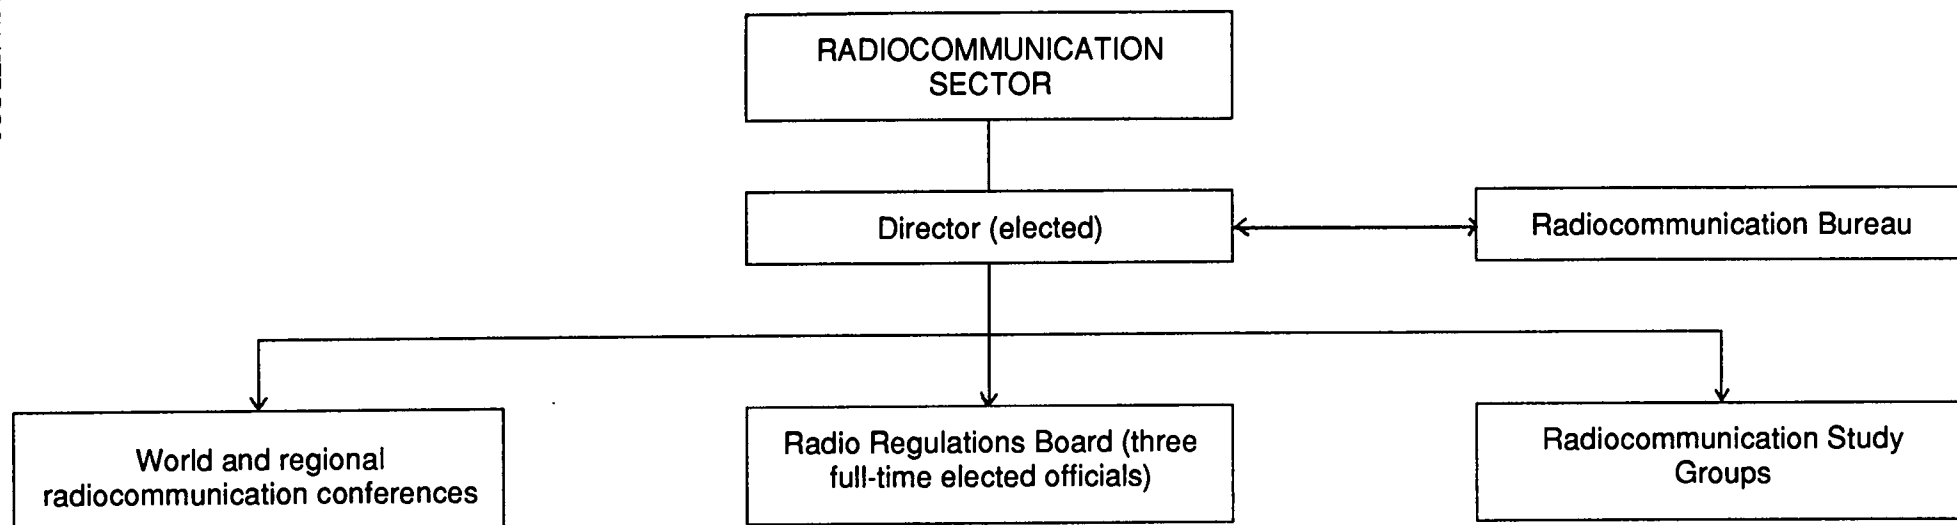 RADIOCOMMUNICATION
SECTOR
Director (elected)
Radiocommunication Bureau
World and regional
radiocommunication conferences
Radio Regulations Board (three
full-time elected officials)
Radiocommunication Study
Groups